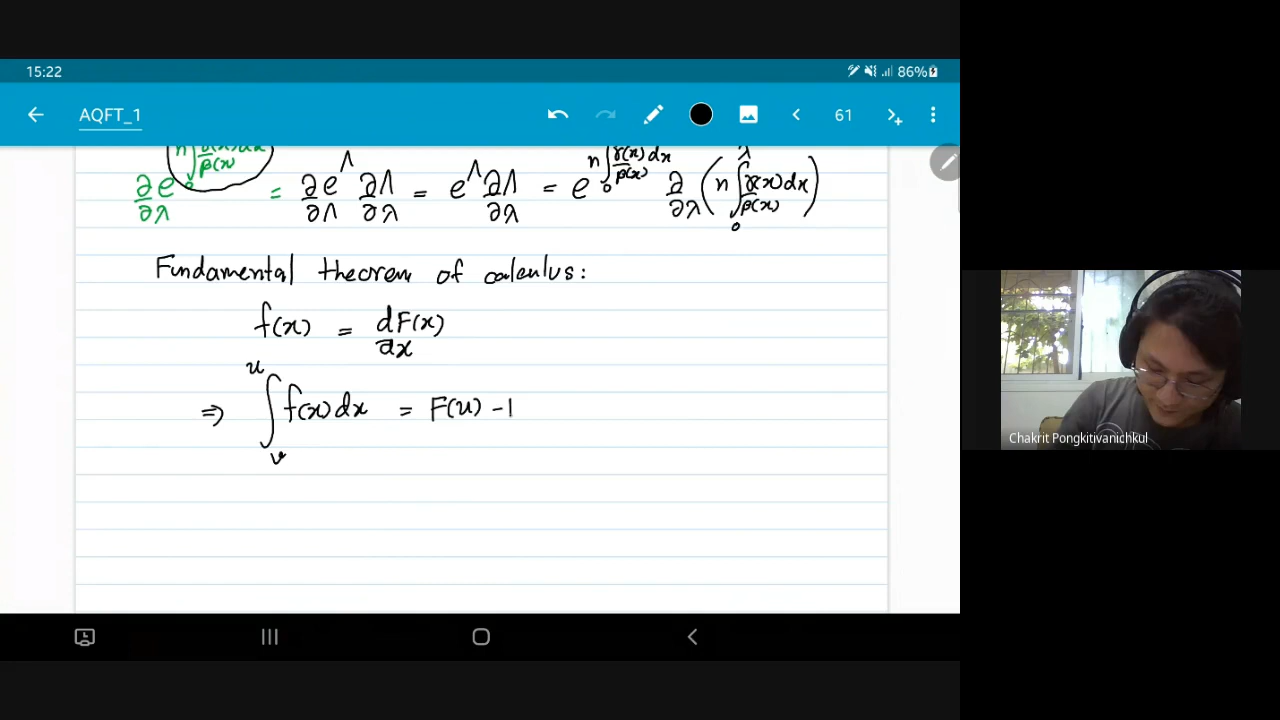 15:22 86%
AQFT_1 61
∂/∂λ e^(n∫₀ γ(x)dx/β(x)) = ∂e^Λ/∂Λ ∂Λ/∂λ = e^Λ ∂Λ/∂λ = e^(n∫₀ γ(x)dx/β(x)) ∂/∂λ (n∫₀^λ γ(x)dx/β(x))
Fundamental theorem of calculus:
f(x) = dF(x)/dx
⇒ ∫_v^u f(x)dx = F(u) -1
Chakrit Pongkitivanichkul